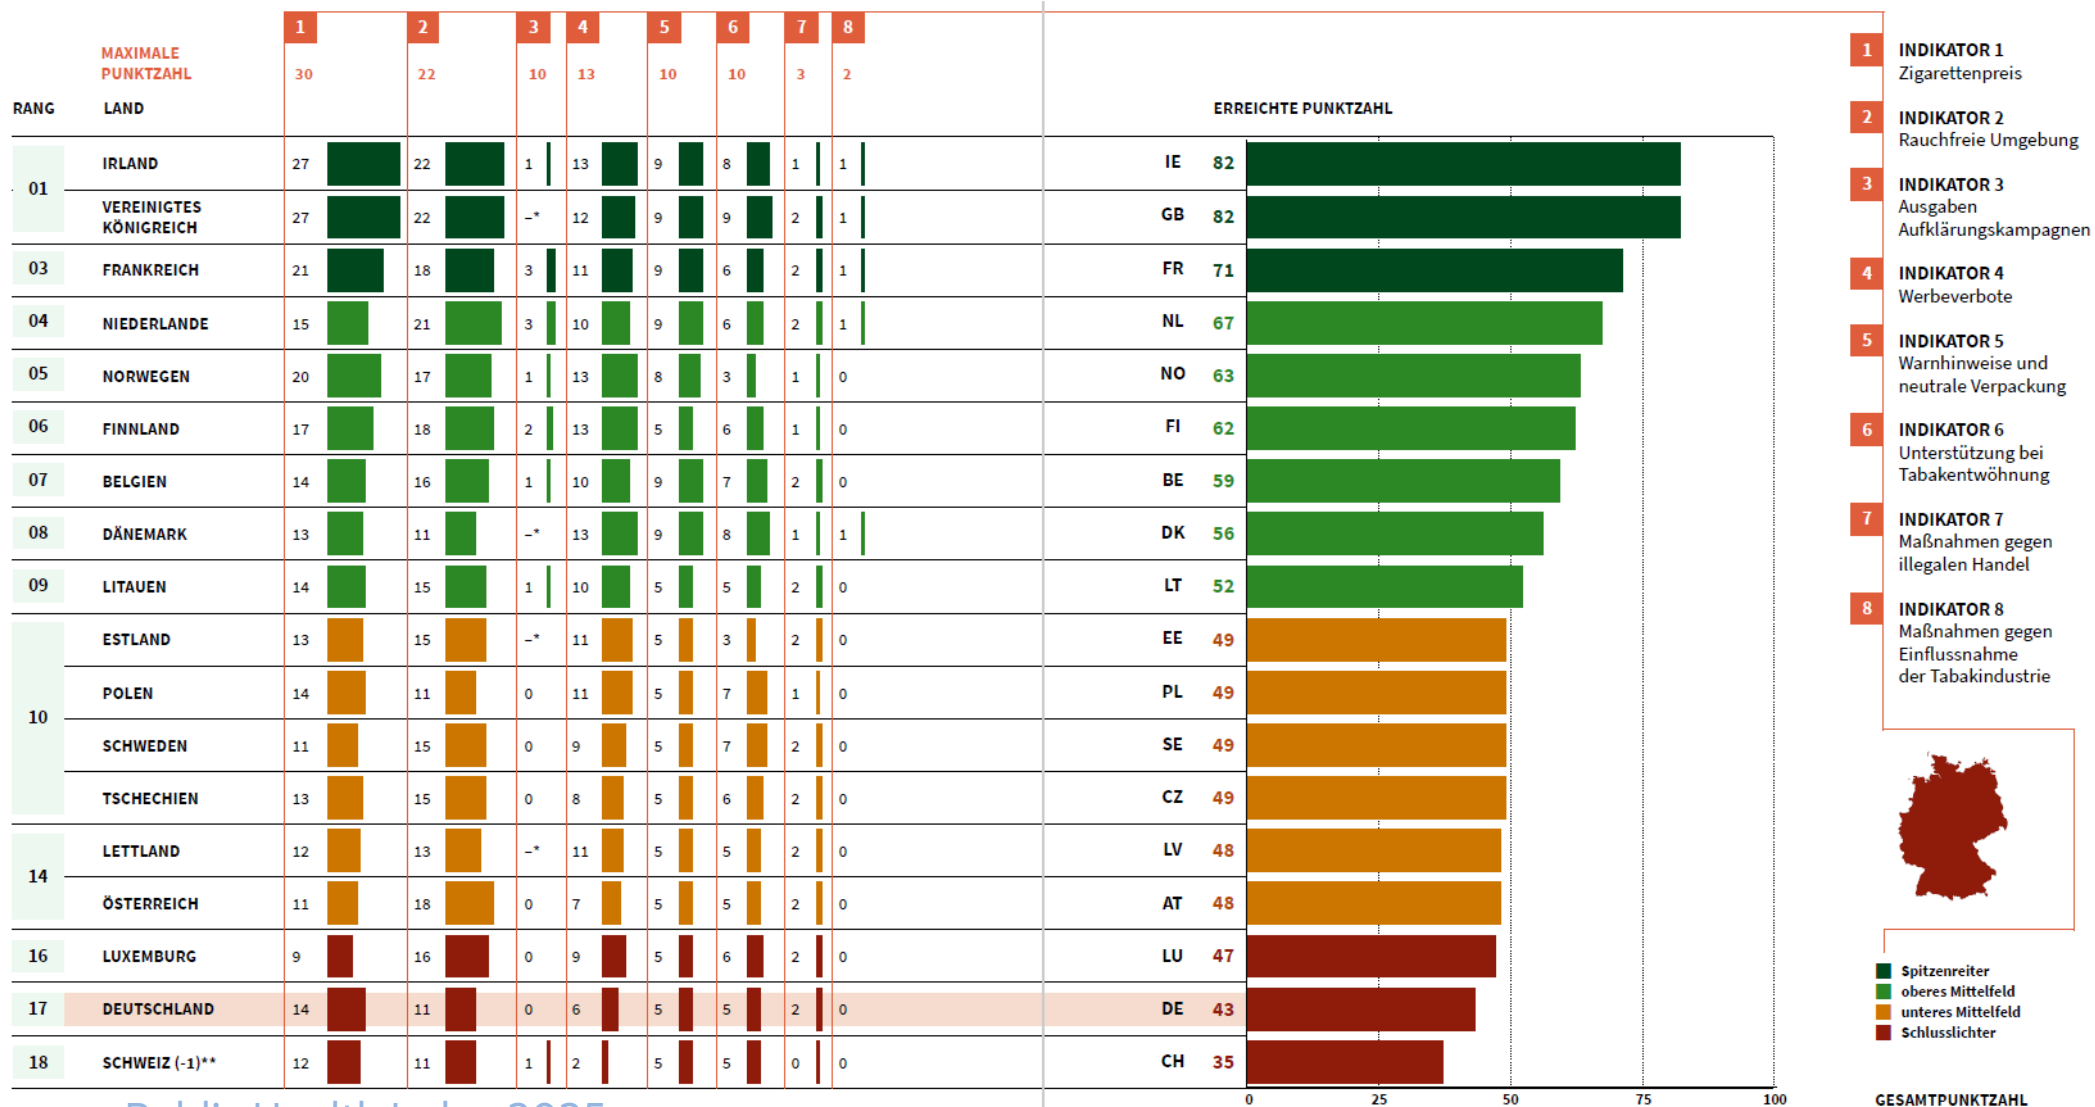 1 2 3 4 5 6 7 8
MAXIMALE
PUNKTZAHL 30 22 10 13 10 10 3 2
RANG LAND ERREICHTE PUNKTZAHL
01
IRLAND 27 22 1 13 9 8 1 1 IE 82
VEREINIGTES
KÖNIGREICH 27 22 –* 12 9 9 2 1 GB 82
03 FRANKREICH 21 18 3 11 9 6 2 1 FR 71
04 NIEDERLANDE 15 21 3 10 9 6 2 1 NL 67
05 NORWEGEN 20 17 1 13 8 3 1 0 NO 63
06 FINNLAND 17 18 2 13 5 6 1 0 FI 62
07 BELGIEN 14 16 1 10 9 7 2 0 BE 59
08 DÄNEMARK 13 11 –* 13 9 8 1 1 DK 56
09 LITAUEN 14 15 1 10 5 5 2 0 LT 52
10
ESTLAND 13 15 –* 11 5 3 2 0 EE 49
POLEN 14 11 0 11 5 7 1 0 PL 49
SCHWEDEN 11 15 0 9 5 7 2 0 SE 49
TSCHECHIEN 13 15 0 8 5 6 2 0 CZ 49
14
LETTLAND 12 13 –* 11 5 5 2 0 LV 48
ÖSTERREICH 11 18 0 7 5 5 2 0 AT 48
16 LUXEMBURG 9 16 0 9 5 6 2 0 LU 47
17 DEUTSCHLAND 14 11 0 6 5 5 2 0 DE 43
18 SCHWEIZ (-1)** 12 11 1 2 5 5 0 0 CH 35
0 25 50 75 100
GESAMTPUNKTZAHL
1 INDIKATOR 1
Zigarettenpreis
2 INDIKATOR 2
Rauchfreie Umgebung
3 INDIKATOR 3
Ausgaben
Aufklärungskampagnen
4 INDIKATOR 4
Werbeverbote
5 INDIKATOR 5
Warnhinweise und
neutrale Verpackung
6 INDIKATOR 6
Unterstützung bei
Tabakentwöhnung
7 INDIKATOR 7
Maßnahmen gegen
illegalen Handel
8 INDIKATOR 8
Maßnahmen gegen
Einflussnahme
der Tabakindustrie
Spitzenreiter
oberes Mittelfeld
unteres Mittelfeld
Schlusslichter